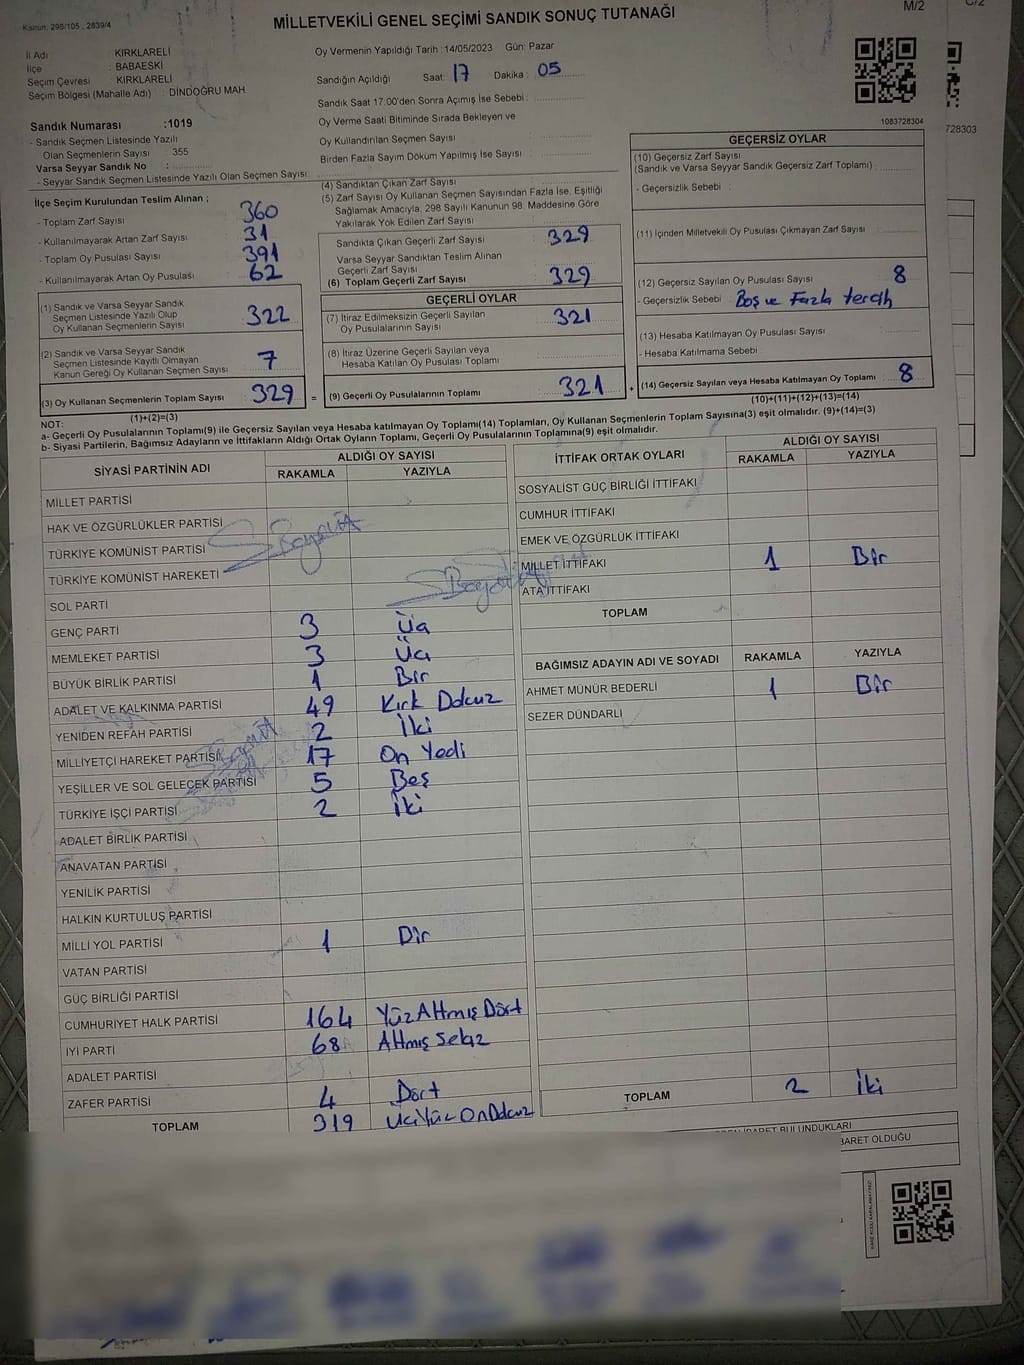 Kanun: 298/105 , 2839/4
MİLLETVEKİLİ GENEL SEÇİMİ SANDIK SONUÇ TUTANAĞI
M/2
C/2
İl Adı : KIRKLARELİ
İlçe : BABAESKİ
Seçim Çevresi : KIRKLARELİ
Seçim Bölgesi (Mahalle Adı) : DİNDOĞRU MAH
Oy Vermenin Yapıldığı Tarih :14/05/2023 Gün: Pazar
Sandığın Açıldığı Saat: 17 Dakika : 05
Sandık Saat 17:00'den Sonra Açımış İse Sebebi :
Oy Verme Saati Bitiminde Sırada Bekleyen ve
Oy Kullandırılan Seçmen Sayısı :
Birden Fazla Sayım Döküm Yapılmış İse Sayısı :
1083728304
728303
Sandık Numarası :1019
- Sandık Seçmen Listesinde Yazılı
Olan Seçmenlerin Sayısı : 355
Varsa Seyyar Sandık No :
- Seyyar Sandık Seçmen Listesinde Yazılı Olan Seçmen Sayısı :
İlçe Seçim Kurulundan Teslim Alınan ;
- Toplam Zarf Sayısı 360
- Kullanılmayarak Artan Zarf Sayısı 31
- Toplam Oy Pusulası Sayısı 391
- Kullanılmayarak Artan Oy Pusulası 62
(1) Sandık ve Varsa Seyyar Sandık
Seçmen Listesinde Yazılı Olup
Oy Kullanan Seçmenlerin Sayısı 322
(2) Sandık ve Varsa Seyyar Sandık
Seçmen Listesinde Kayıtlı Olmayan
Kanun Gereği Oy Kullanan Seçmen Sayısı 7
(3) Oy Kullanan Seçmenlerin Toplam Sayısı 329 =
(1)+(2)=(3)
(4) Sandıktan Çıkan Zarf Sayısı
(5) Zarf Sayısı Oy Kullanan Seçmen Sayısından Fazla İse, Eşitliği
Sağlamak Amacıyla, 298 Sayılı Kanunun 98. Maddesine Göre
Yakılarak Yok Edilen Zarf Sayısı :
Sandıkta Çıkan Geçerli Zarf Sayısı 329
Varsa Seyyar Sandıktan Teslim Alınan
Geçerli Zarf Sayısı
(6) Toplam Geçerli Zarf Sayısı 329
GEÇERLİ OYLAR
(7) İtiraz Edilmeksizin Geçerli Sayılan
Oy Pusulalarının Sayısı 321
(8) İtiraz Üzerine Geçerli Sayılan veya
Hesaba Katılan Oy Pusulası Toplamı
(9) Geçerli Oy Pusulalarının Toplamı 321 +
GEÇERSİZ OYLAR
(10) Geçersiz Zarf Sayısı
(Sandık ve Varsa Seyyar Sandık Geçersiz Zarf Toplamı)
- Geçersizlik Sebebi :
(11) İçinden Milletvekili Oy Pusulası Çıkmayan Zarf Sayısı
(12) Geçersiz Sayılan Oy Pusulası Sayısı 8
- Geçersizlik Sebebi : Boş ve Fazla tercih
(13) Hesaba Katılmayan Oy Pusulası Sayısı
- Hesaba Katılmama Sebebi
(14) Geçersiz Sayılan veya Hesaba Katılmayan Oy Toplamı 8
(10)+(11)+(12)+(13)=(14)
NOT:
a- Geçerli Oy Pusulalarının Toplamı(9) ile Geçersiz Sayılan veya Hesaba katılmayan Oy Toplamı(14) Toplamları, Oy Kullanan Seçmenlerin Toplam Sayısına(3) eşit olmalıdır. (9)+(14)=(3)
b- Siyasi Partilerin, Bağımsız Adayların ve İttifakların Aldığı Ortak Oyların Toplamı, Geçerli Oy Pusulalarının Toplamına(9) eşit olmalıdır.
SİYASİ PARTİNİN ADI ALDIĞI OY SAYISI
RAKAMLA YAZIYLA
MİLLET PARTİSİ
HAK VE ÖZGÜRLÜKLER PARTİSİ
TÜRKİYE KOMÜNİST PARTİSİ
TÜRKİYE KOMÜNİST HAREKETİ
SOL PARTİ
GENÇ PARTİ 3 Üç
MEMLEKET PARTİSİ 3 Üç
BÜYÜK BİRLİK PARTİSİ 1 Bir
ADALET VE KALKINMA PARTİSİ 49 Kırk Dokuz
YENİDEN REFAH PARTİSİ 2 İki
MİLLİYETÇİ HAREKET PARTİSİ 17 On Yedi
YEŞİLLER VE SOL GELECEK PARTİSİ 5 Beş
TÜRKİYE İŞÇİ PARTİSİ 2 İki
ADALET BİRLİK PARTİSİ
ANAVATAN PARTİSİ
YENİLİK PARTİSİ
HALKIN KURTULUŞ PARTİSİ
MİLLİ YOL PARTİSİ 1 Bir
VATAN PARTİSİ
GÜÇ BİRLİĞİ PARTİSİ
CUMHURİYET HALK PARTİSİ 164 YüzAltmışDört
İYİ PARTİ 68 Altmış Sekiz
ADALET PARTİSİ
ZAFER PARTİSİ 4 Dört
TOPLAM 319 ÜçYüz OnDokuz
İTTİFAK ORTAK OYLARI ALDIĞI OY SAYISI
RAKAMLA YAZIYLA
SOSYALİST GÜÇ BİRLİĞİ İTTİFAKI
CUMHUR İTTİFAKI
EMEK VE ÖZGÜRLÜK İTTİFAKI
MİLLET İTTİFAKI 1 Bir
ATA İTTİFAKI
TOPLAM
BAĞIMSIZ ADAYIN ADI VE SOYADI RAKAMLA YAZIYLA
AHMET MÜNÜR BEDERLİ 1 Bir
SEZER DÜNDARLI
TOPLAM 2 İki
İBARET BULUNDUKLARI
BARET OLDUĞU